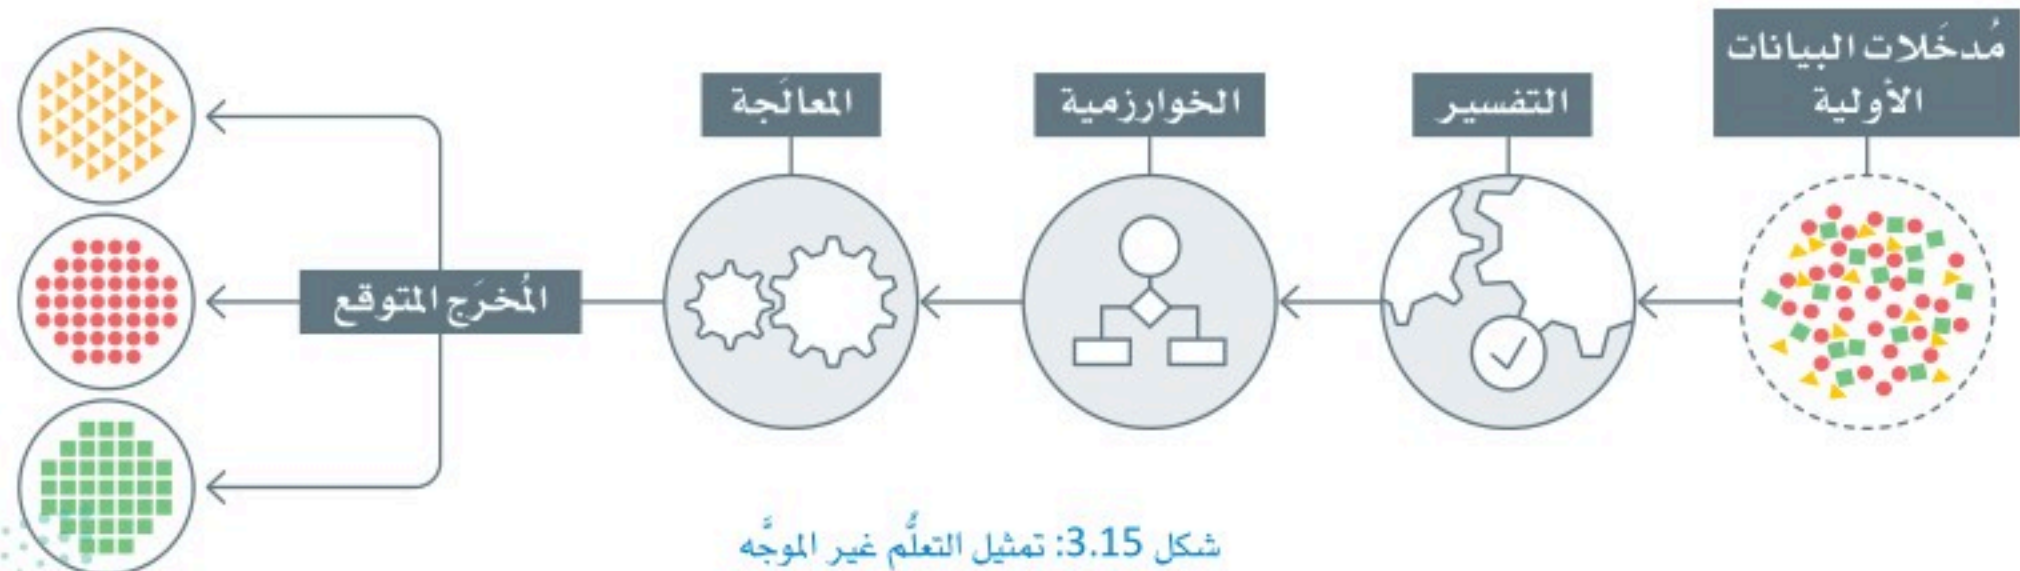 مُدخَلات البيانات
الأولية
التفسير
الخوارزمية
المعالَجة
المُخرَج المتوقع
شكل 3.15: تمثيل التعلُّم غير الموجَّه